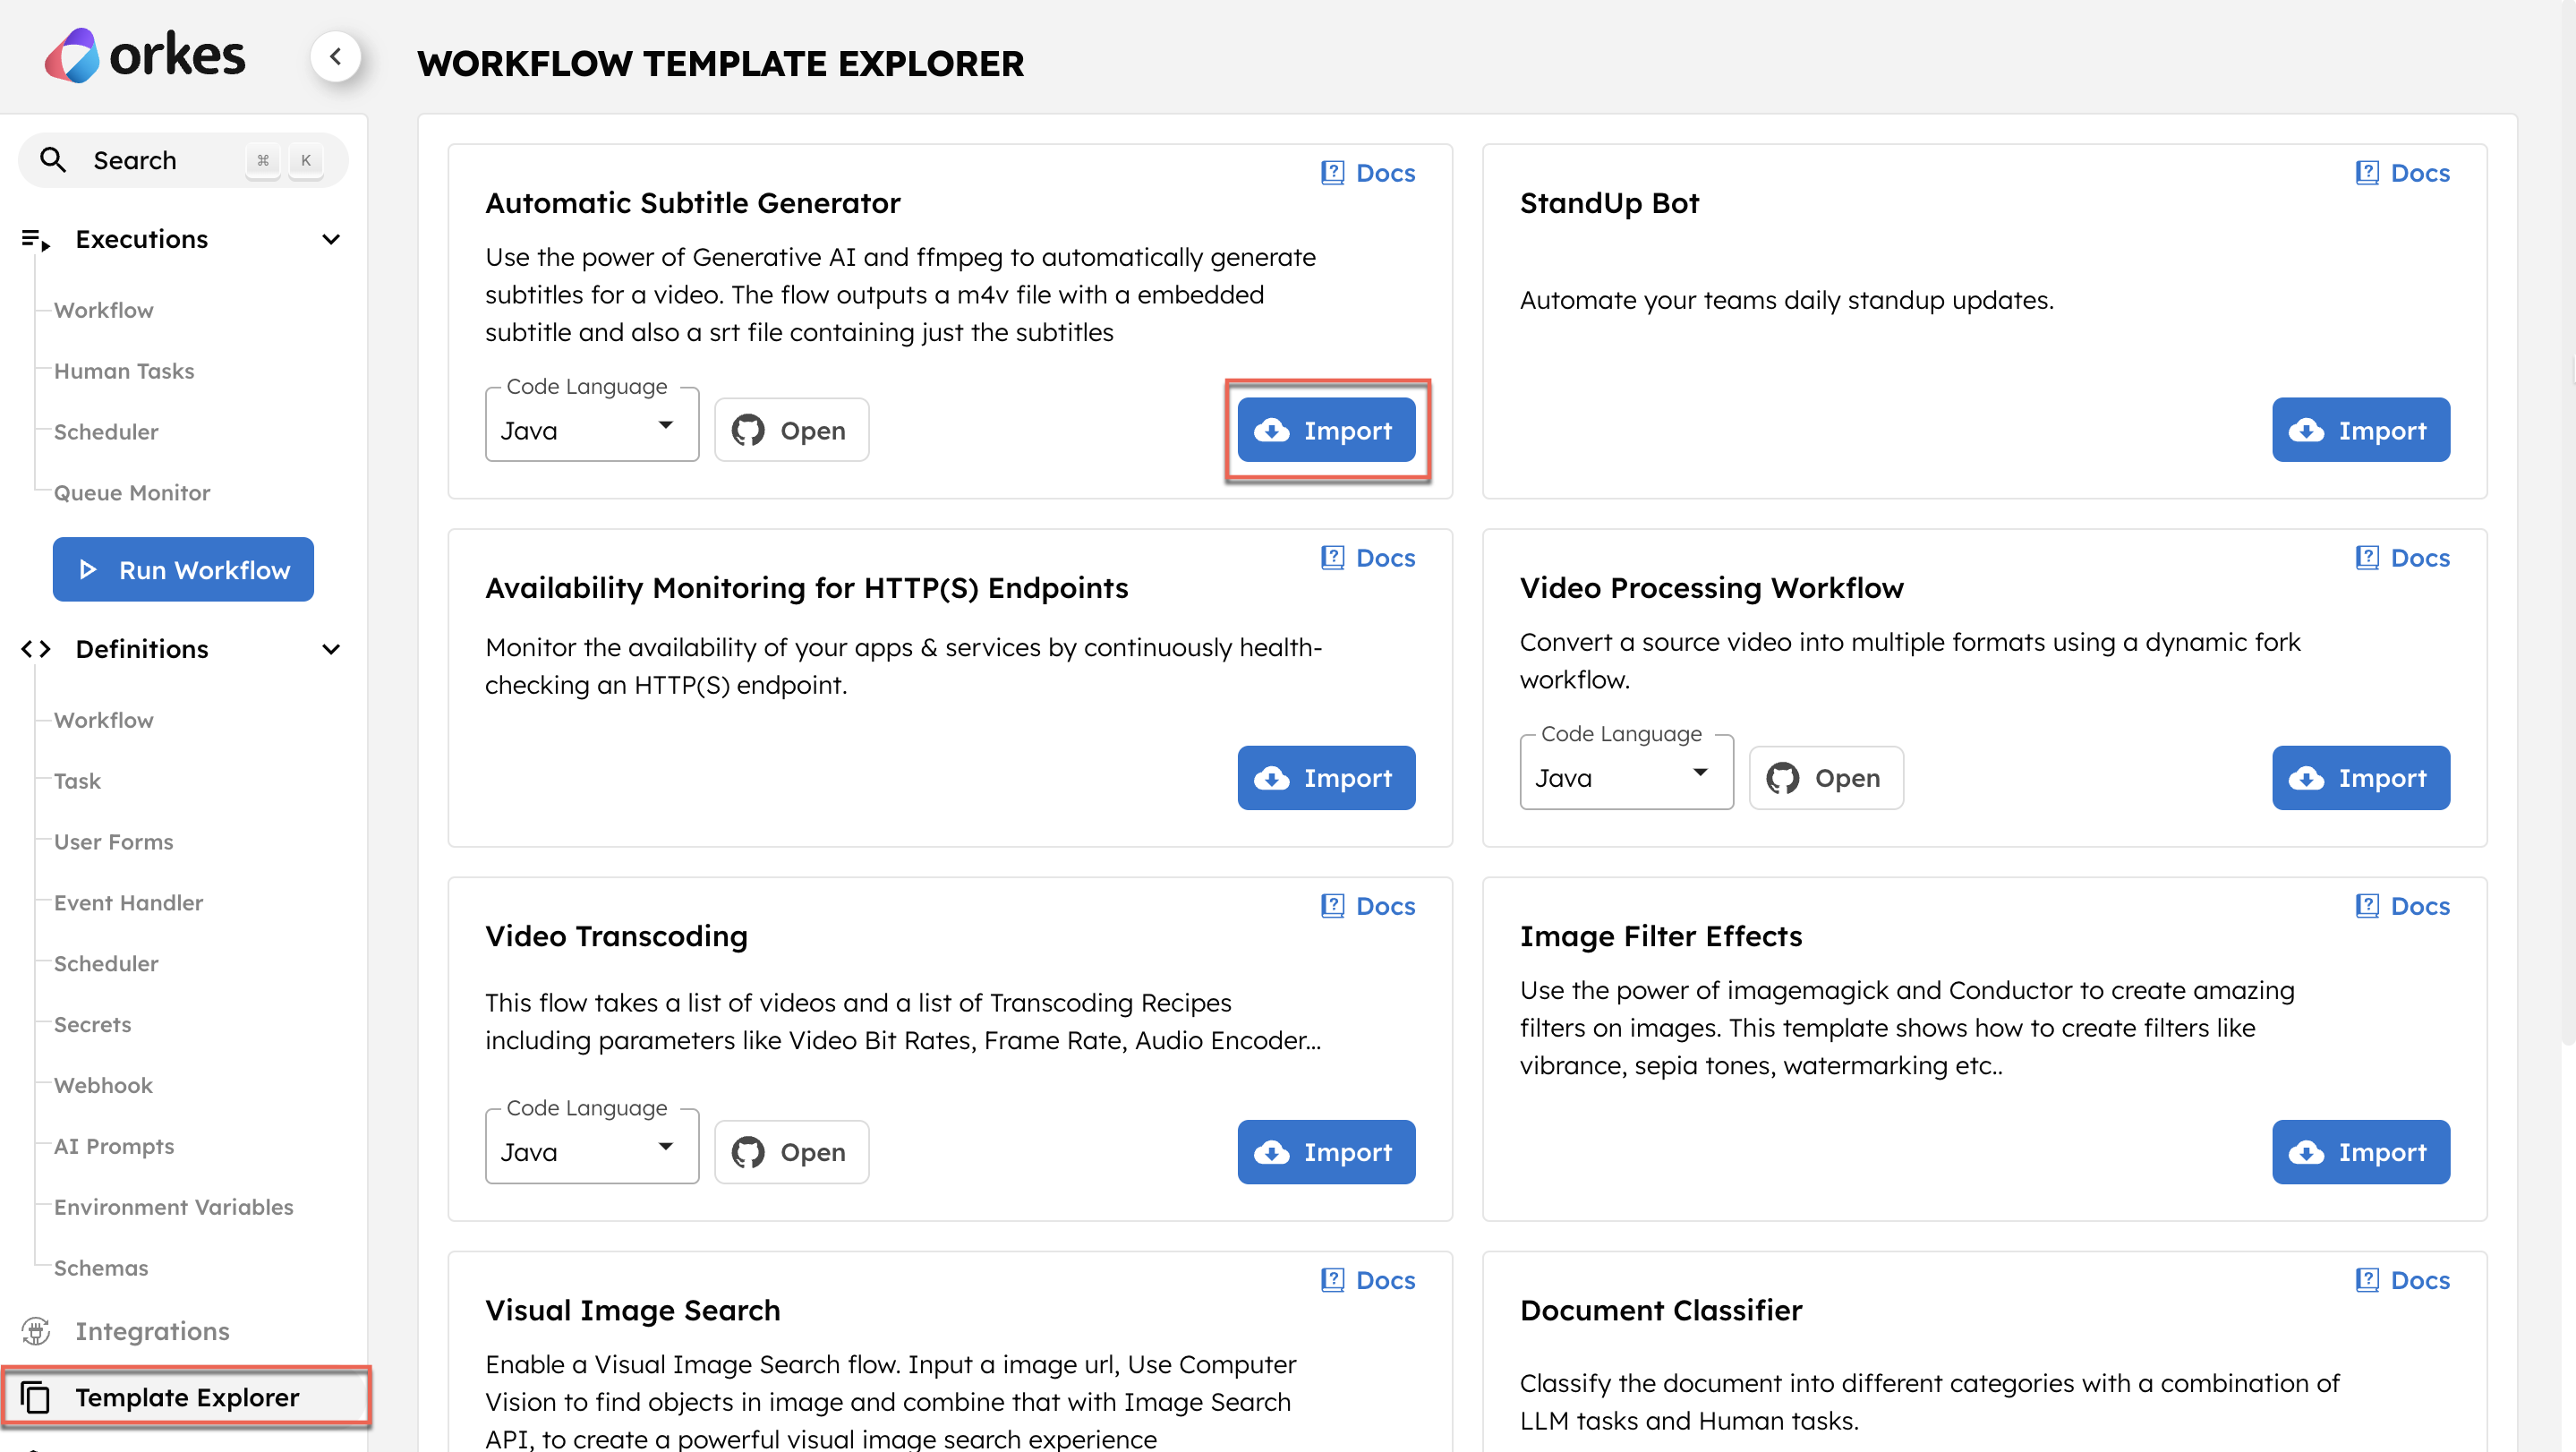 orkes
WORKFLOW TEMPLATE EXPLORER
Search ⌘ K
Executions
Workflow
Human Tasks
Scheduler
Queue Monitor
Run Workflow
Definitions
Workflow
Task
User Forms
Event Handler
Scheduler
Secrets
Webhook
AI Prompts
Environment Variables
Schemas
Integrations
Template Explorer
Docs
Automatic Subtitle Generator
Use the power of Generative AI and ffmpeg to automatically generate
subtitles for a video. The flow outputs a m4v file with a embedded
subtitle and also a srt file containing just the subtitles
Code Language
Java
Open
Import
Docs
StandUp Bot
Automate your teams daily standup updates.
Import
Docs
Availability Monitoring for HTTP(S) Endpoints
Monitor the availability of your apps & services by continuously health-
checking an HTTP(S) endpoint.
Import
Docs
Video Processing Workflow
Convert a source video into multiple formats using a dynamic fork
workflow.
Code Language
Java
Open
Import
Docs
Video Transcoding
This flow takes a list of videos and a list of Transcoding Recipes
including parameters like Video Bit Rates, Frame Rate, Audio Encoder...
Code Language
Java
Open
Import
Docs
Image Filter Effects
Use the power of imagemagick and Conductor to create amazing
filters on images. This template shows how to create filters like
vibrance, sepia tones, watermarking etc..
Import
Docs
Visual Image Search
Enable a Visual Image Search flow. Input a image url, Use Computer
Vision to find objects in image and combine that with Image Search
API, to create a powerful visual image search experience
Docs
Document Classifier
Classify the document into different categories with a combination of
LLM tasks and Human tasks.